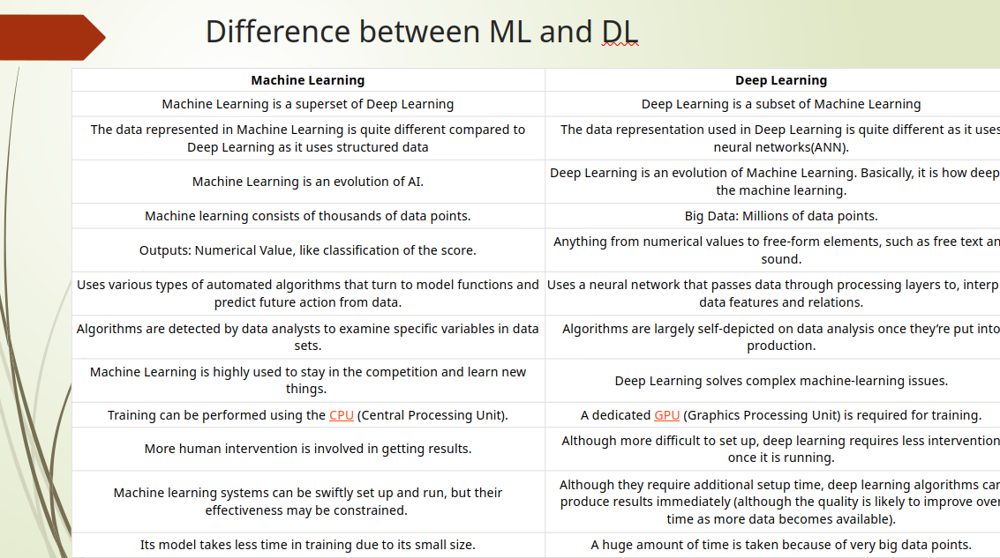 Difference between ML and DL
Machine Learning
Deep Learning
Machine Learning is a superset of Deep Learning
Deep Learning is a subset of Machine Learning
The data represented in Machine Learning is quite different compared to
Deep Learning as it uses structured data
The data representation used in Deep Learning is quite different as it uses
neural networks(ANN).
Machine Learning is an evolution of AI.
Deep Learning is an evolution of Machine Learning. Basically, it is how deep
the machine learning.
Machine learning consists of thousands of data points.
Big Data: Millions of data points.
Outputs: Numerical Value, like classification of the score.
Anything from numerical values to free-form elements, such as free text an
sound.
Uses various types of automated algorithms that turn to model functions and
predict future action from data.
Uses a neural network that passes data through processing layers to, interp
data features and relations.
Algorithms are detected by data analysts to examine specific variables in data
sets.
Algorithms are largely self-depicted on data analysis once they’re put into
production.
Machine Learning is highly used to stay in the competition and learn new
things.
Deep Learning solves complex machine-learning issues.
Training can be performed using the CPU (Central Processing Unit).
A dedicated GPU (Graphics Processing Unit) is required for training.
More human intervention is involved in getting results.
Although more difficult to set up, deep learning requires less intervention
once it is running.
Machine learning systems can be swiftly set up and run, but their
effectiveness may be constrained.
Although they require additional setup time, deep learning algorithms can
produce results immediately (although the quality is likely to improve over
time as more data becomes available).
Its model takes less time in training due to its small size.
A huge amount of time is taken because of very big data points.